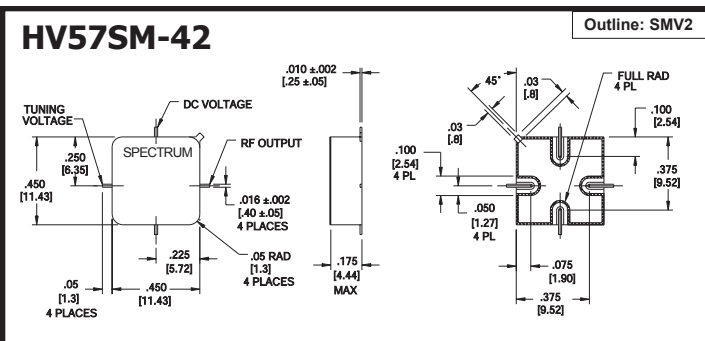 HV57SM-42
Outline: SMV2
TUNING
VOLTAGE
DC VOLTAGE
SPECTRUM
RF OUTPUT
.250
[6.35]
.450
[11.43]
.016 ±.002
[.40 ±.05]
4 PLACES
.225
[5.72]
.05 RAD
[1.3]
4 PLACES
.05
[1.3]
4 PLACES
.450
[11.43]
.010 ±.002
[.25 ±.05]
.175
[4.44]
MAX
45°
.03
[.8]
.03
[.8]
FULL RAD
4 PL
.100
[2.54]
.375
[9.52]
.100
[2.54]
4 PL
.050
[1.27]
4 PL
.075
[1.90]
.375
[9.52]